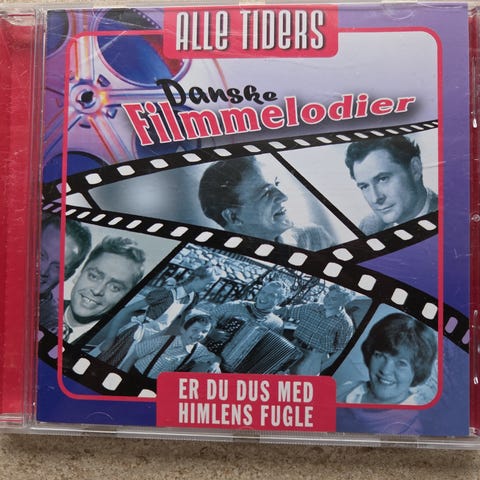 ALLE TIDERS
Danske
Filmmelodier
ER DU DUS MED
HIMLENS FUGLE